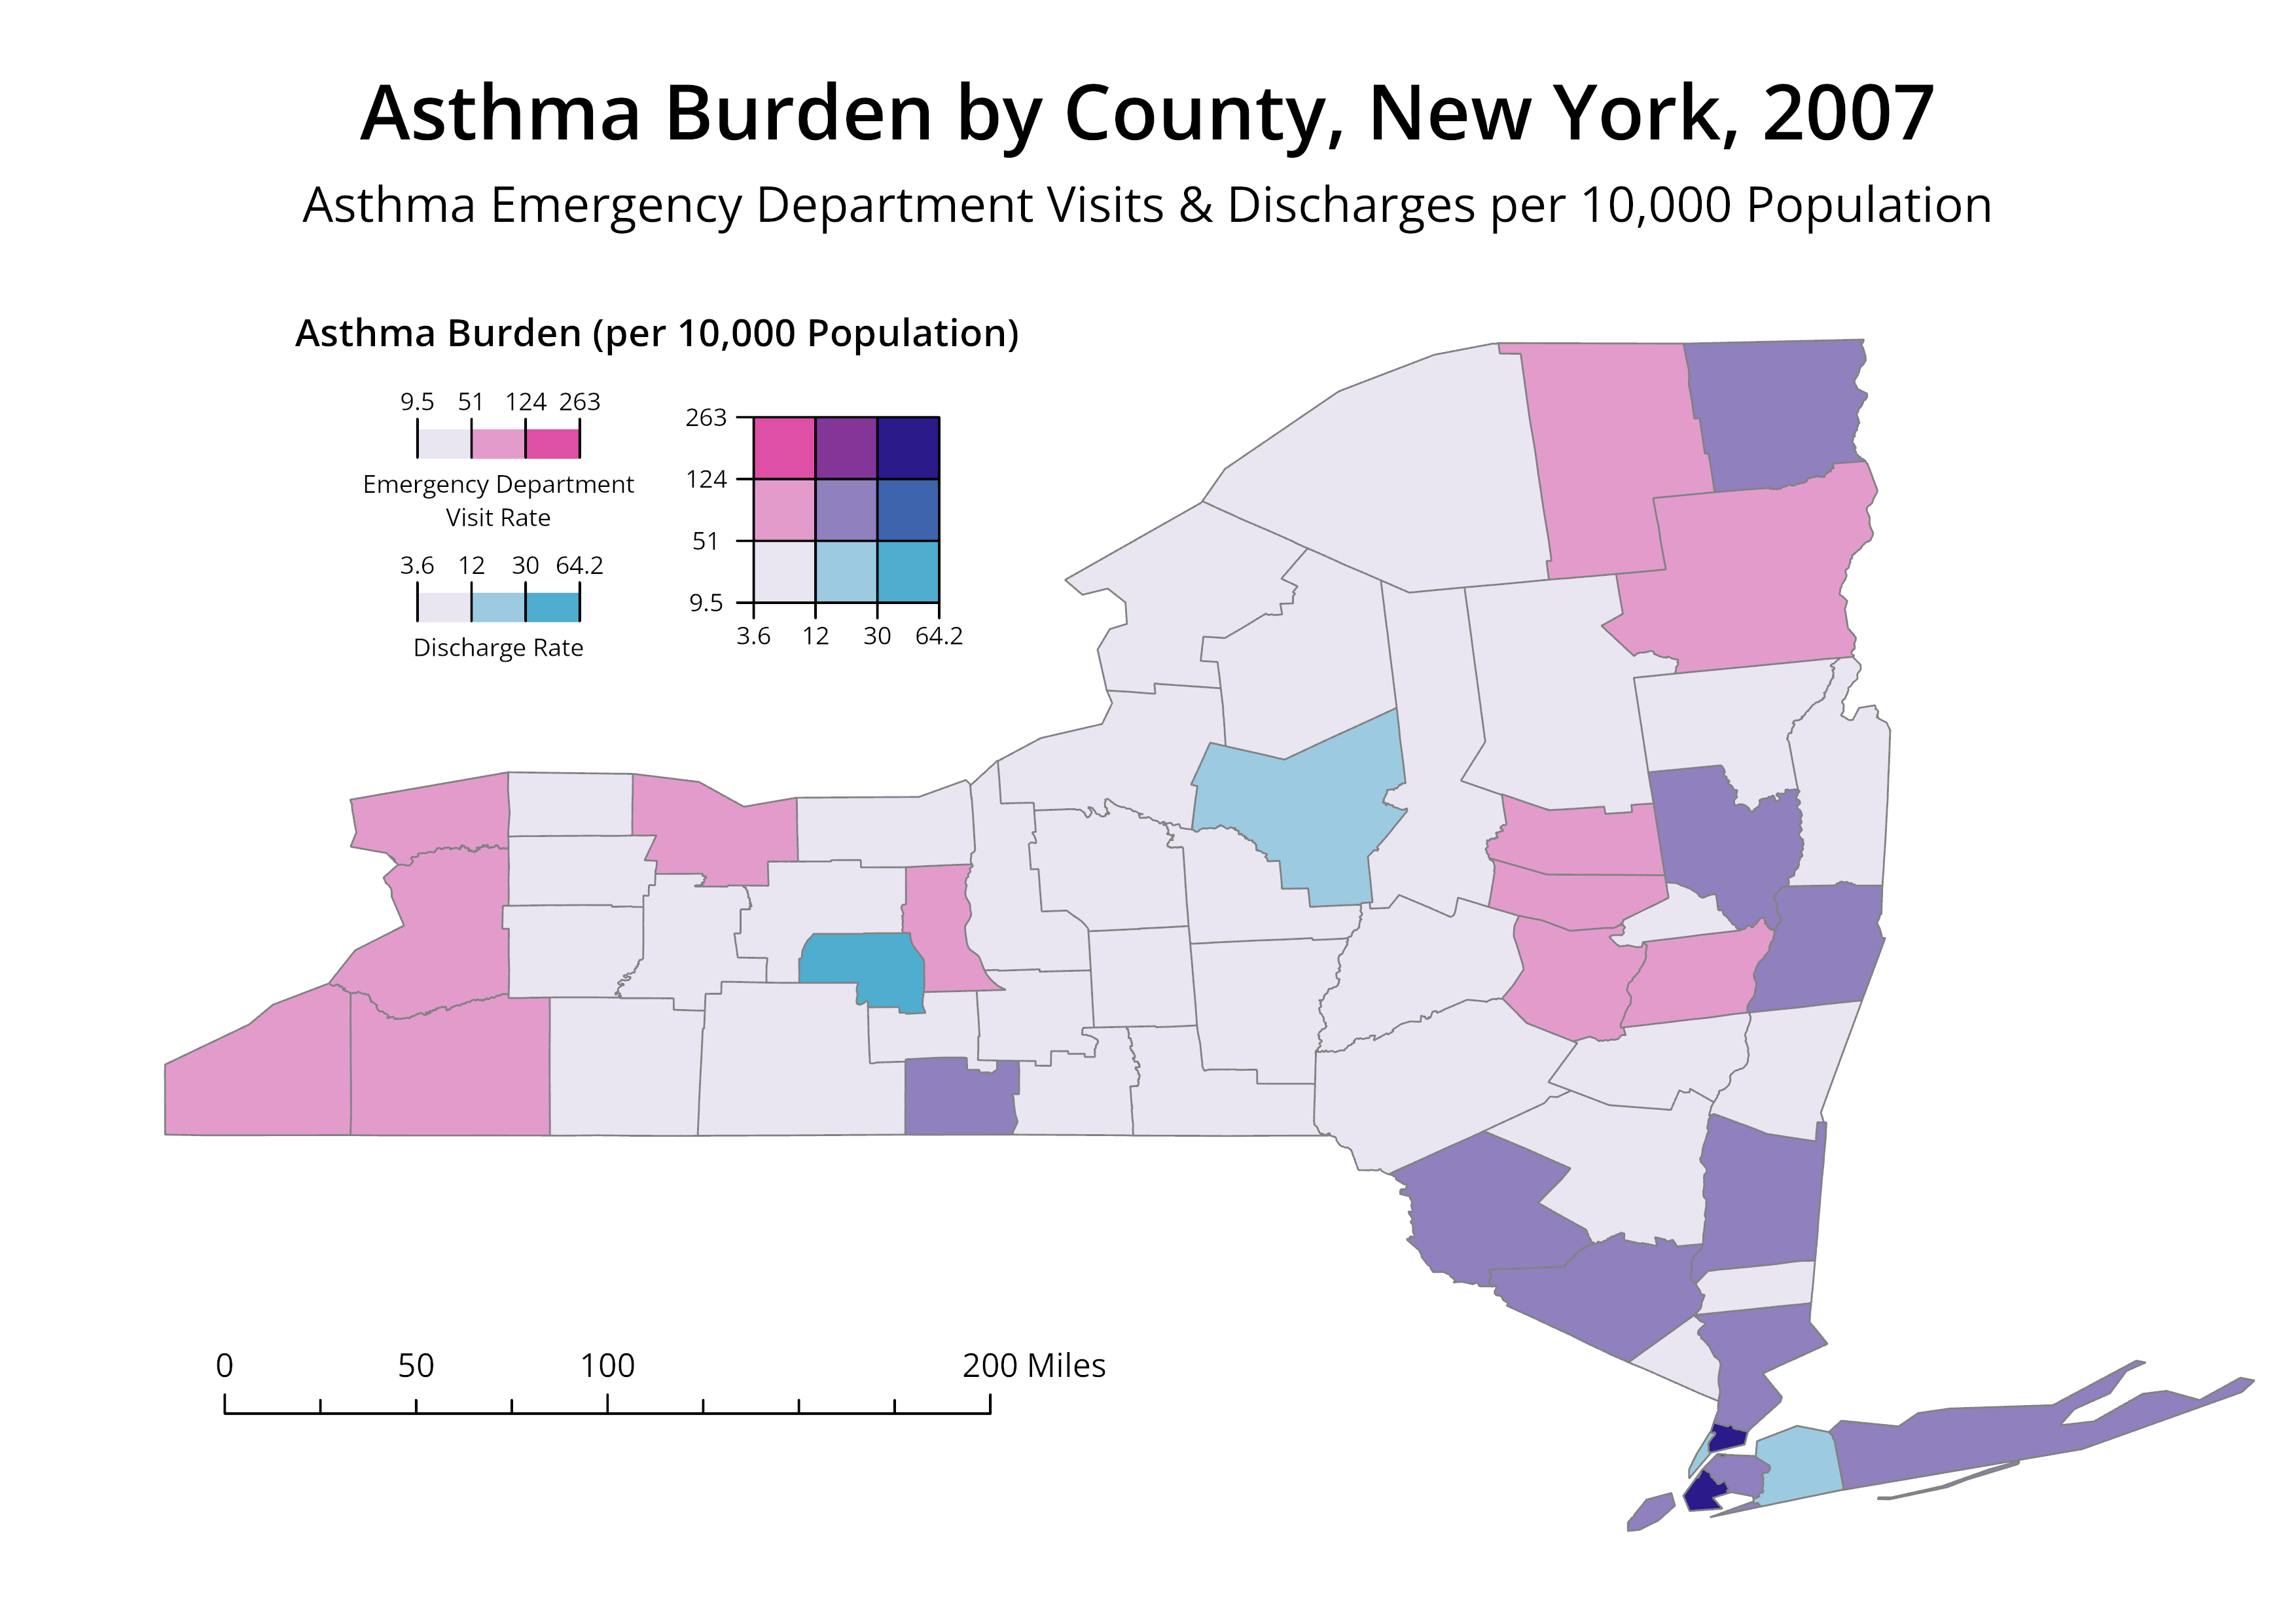 Asthma Burden by County, New York, 2007
Asthma Emergency Department Visits & Discharges per 10,000 Population
Asthma Burden (per 10,000 Population)
9.5 51 124 263
Emergency Department
Visit Rate
3.6 12 30 64.2
Discharge Rate
263
124
51
9.5
3.6 12 30 64.2
0 50 100 200 Miles